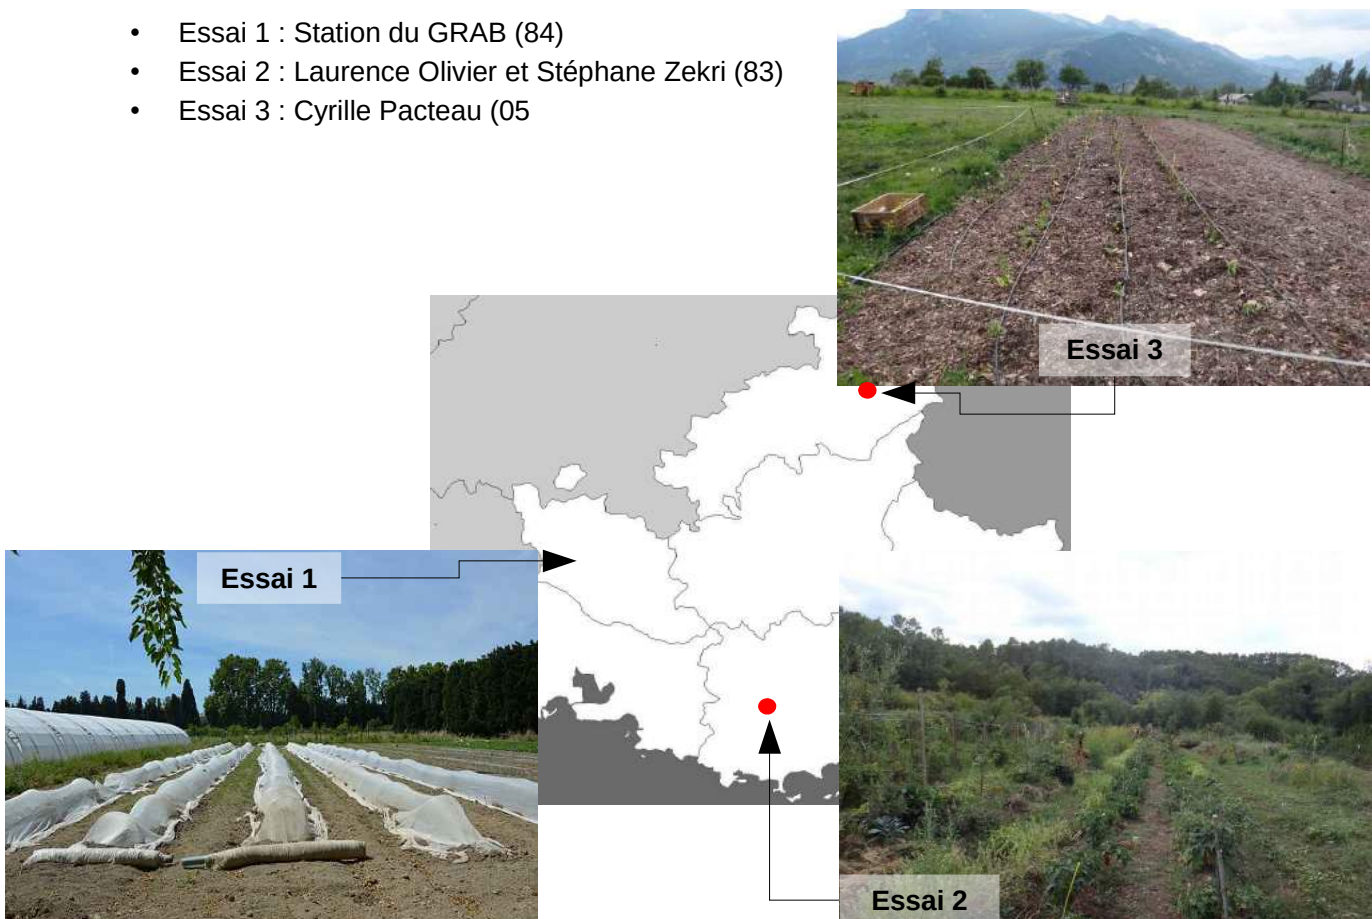 • Essai 1 : Station du GRAB (84)
• Essai 2 : Laurence Olivier et Stéphane Zekri (83)
• Essai 3 : Cyrille Pacteau (05
Essai 3
Essai 1
Essai 2